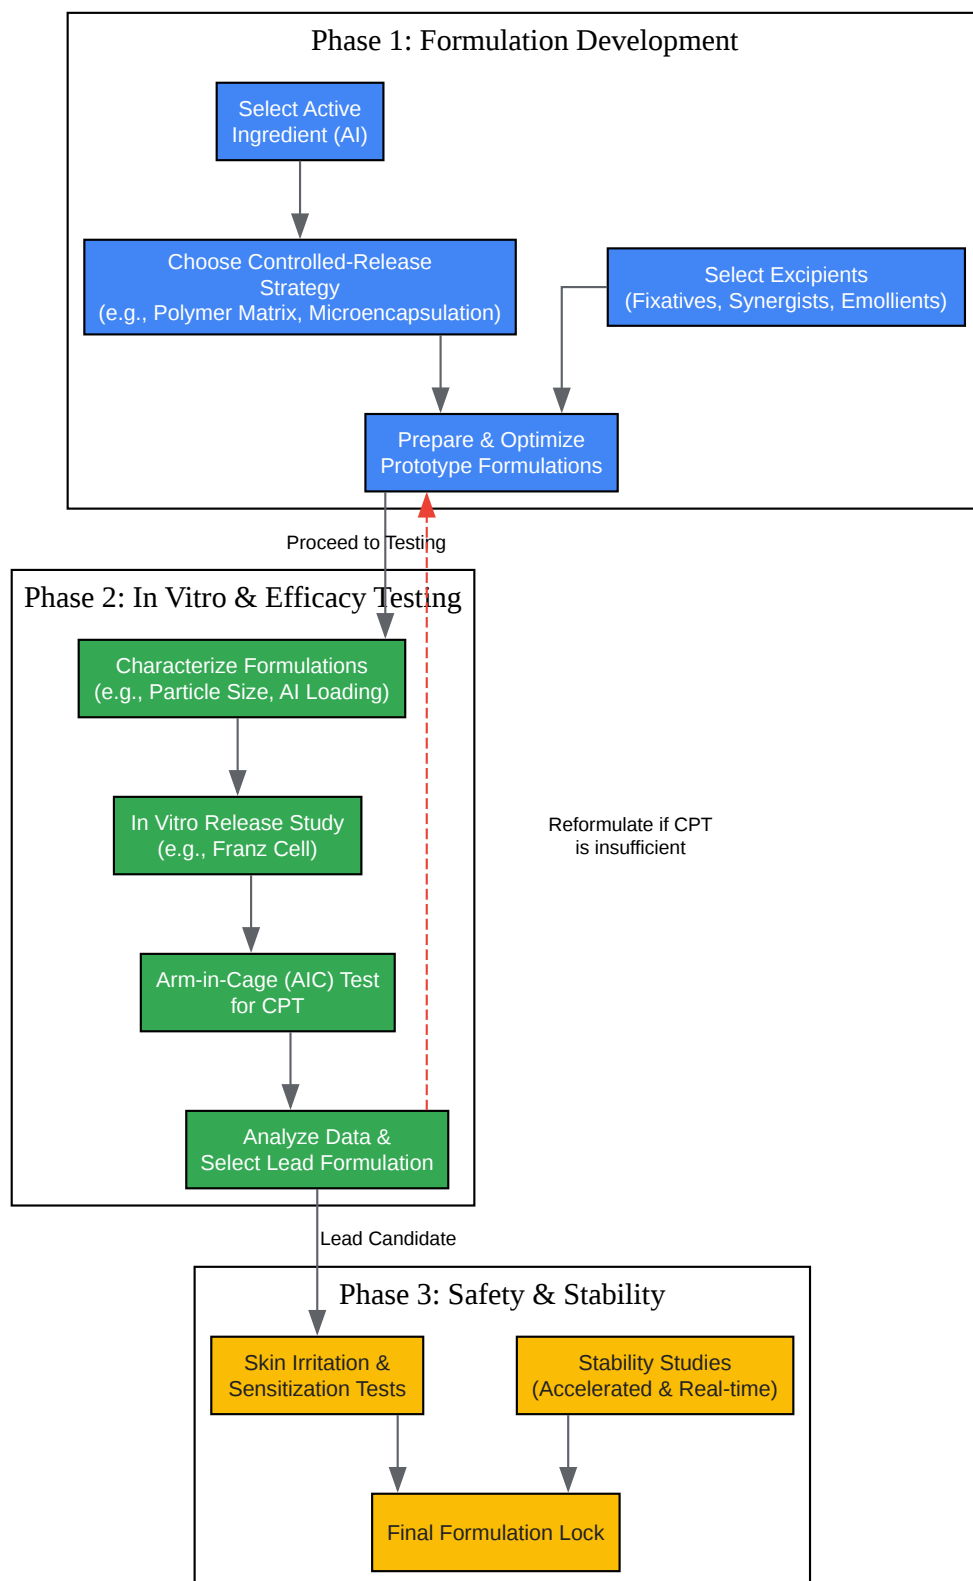 Phase 1: Formulation Development
Select Active
Ingredient (AI)
Choose Controlled-Release
Strategy
(e.g., Polymer Matrix, Microencapsulation)
Select Excipients
(Fixatives, Synergists, Emollients)
Prepare & Optimize
Prototype Formulations
Proceed to Testing
Phase 2: In Vitro & Efficacy Testing
Characterize Formulations
(e.g., Particle Size, AI Loading)
In Vitro Release Study
(e.g., Franz Cell)
Reformulate if CPT
is insufficient
Arm-in-Cage (AIC) Test
for CPT
Analyze Data &
Select Lead Formulation
Lead Candidate
Phase 3: Safety & Stability
Skin Irritation &
Sensitization Tests
Stability Studies
(Accelerated & Real-time)
Final Formulation Lock